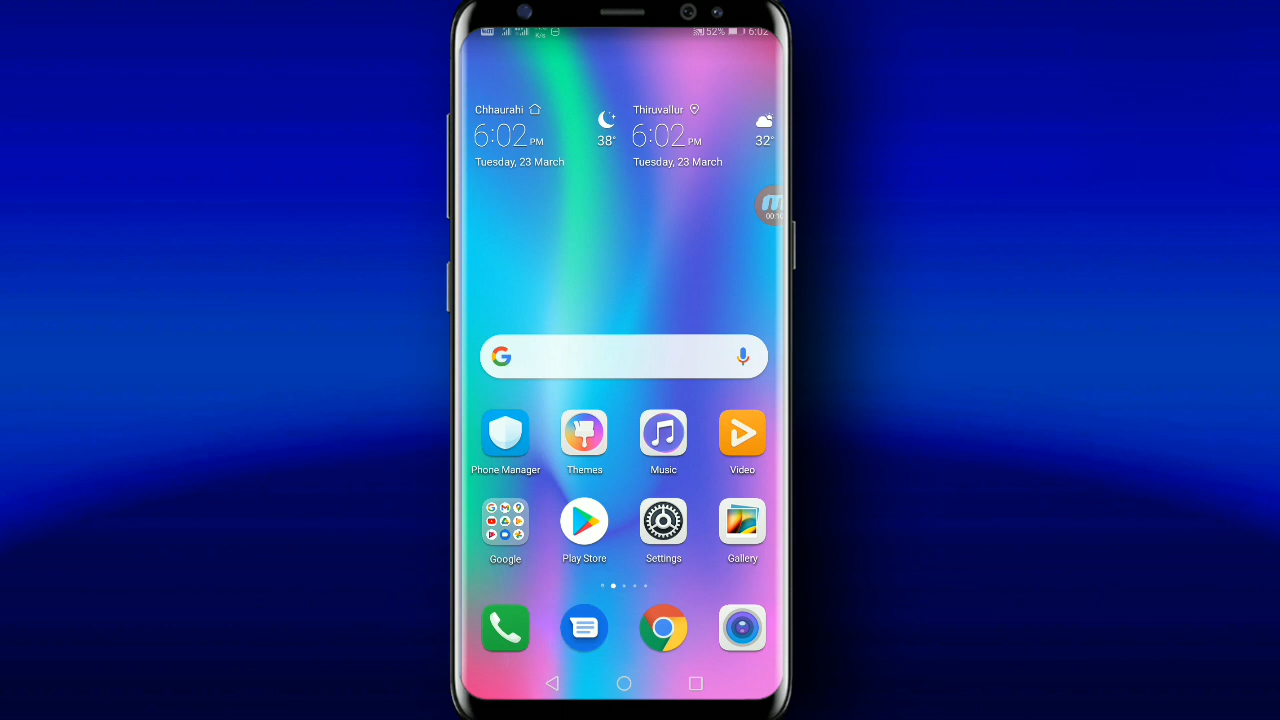 K/s 52% 6:02
Chhaurahi Thiruvallur
6:02 PM 38° 6:02 PM 32°
Tuesday, 23 March Tuesday, 23 March
Phone Manager Themes Music Video
Google Play Store Settings Gallery